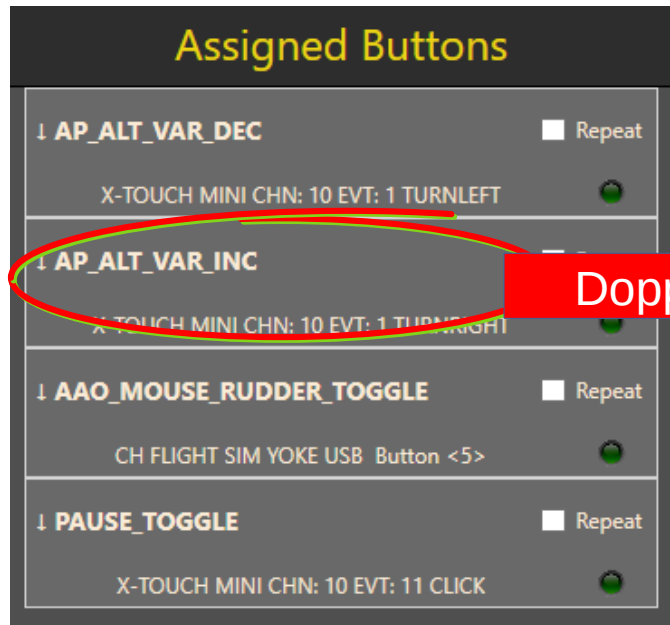 Assigned Buttons
↓ AP_ALT_VAR_DEC Repeat
X-TOUCH MINI CHN: 10 EVT: 1 TURNLEFT
↓ AP_ALT_VAR_INC
X-TOUCH MINI CHN: 10 EVT: 1 TURNRIGHT
Dopp
↓ AAO_MOUSE_RUDDER_TOGGLE Repeat
CH FLIGHT SIM YOKE USB Button <5>
↓ PAUSE_TOGGLE Repeat
X-TOUCH MINI CHN: 10 EVT: 11 CLICK